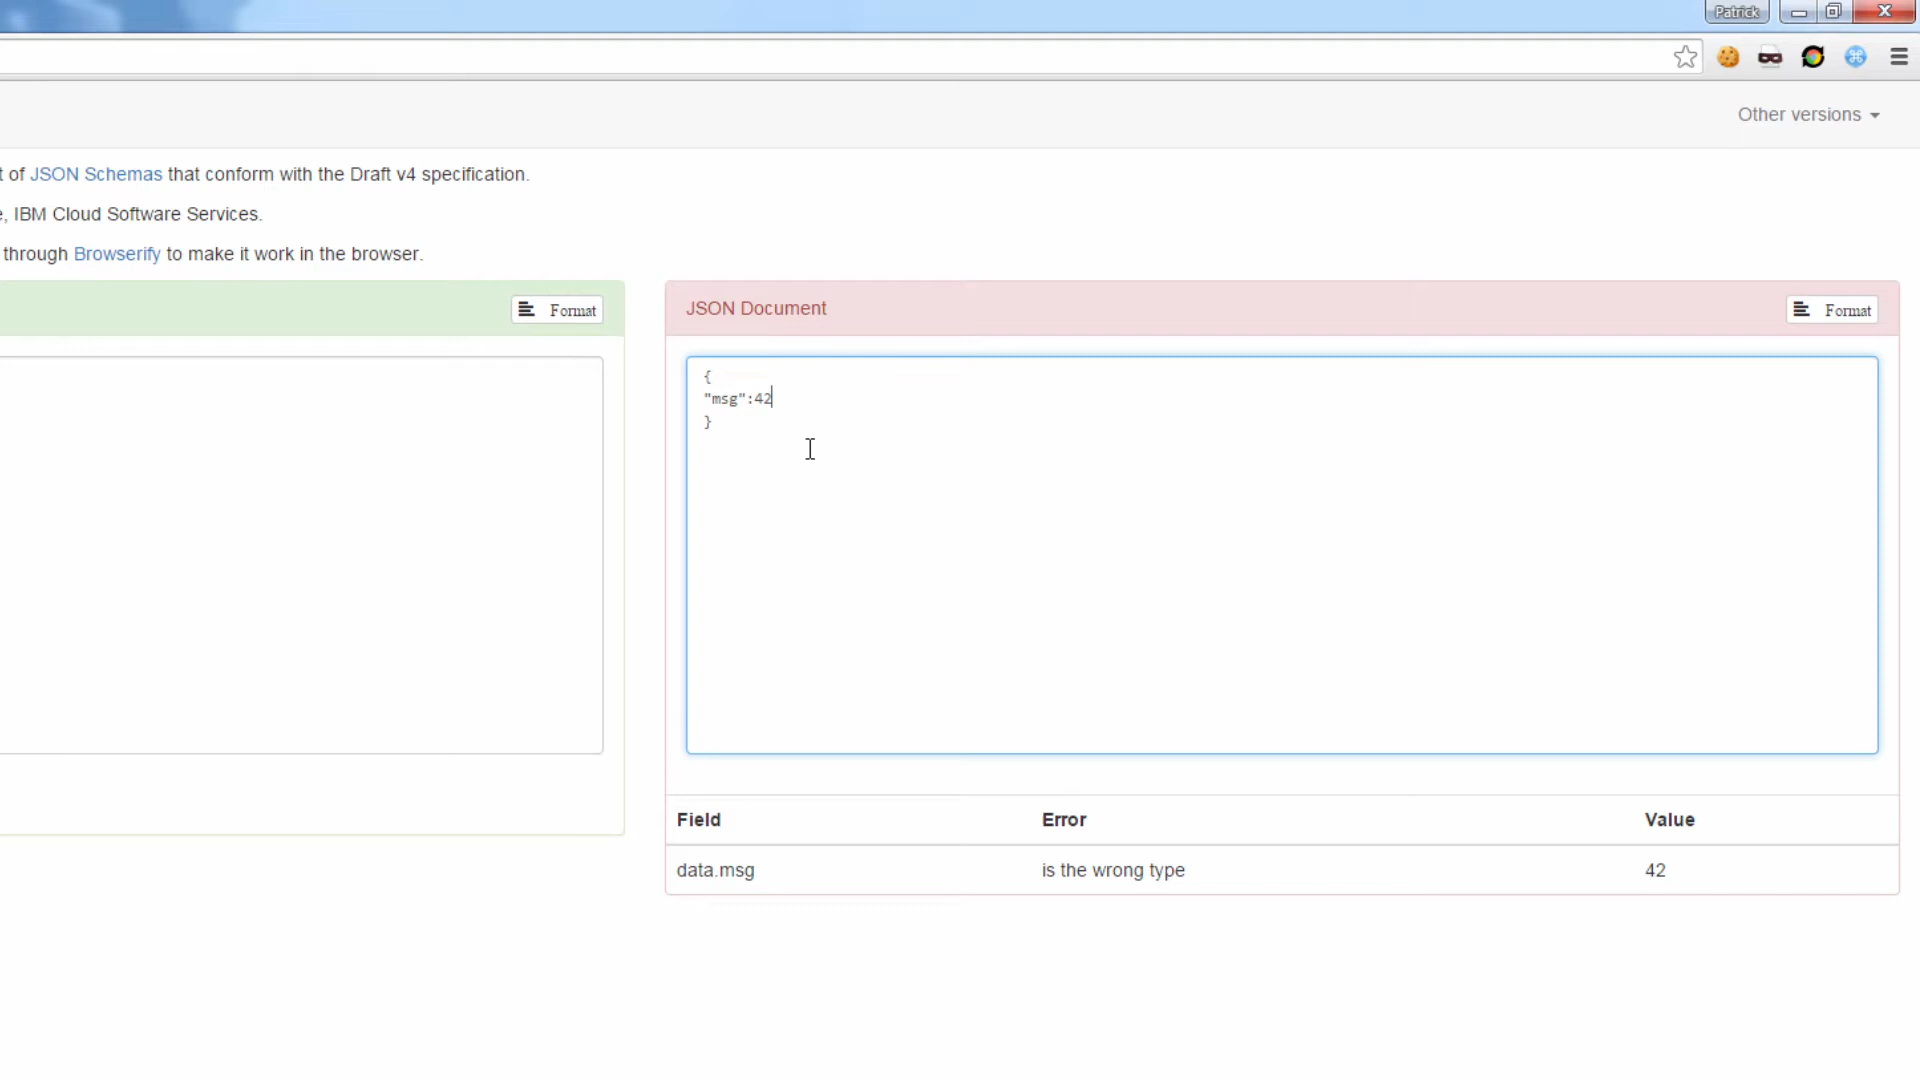 Patrick
Other versions
t of JSON Schemas that conform with the Draft v4 specification.
e, IBM Cloud Software Services.
through Browserify to make it work in the browser.
Format
JSON Document
Format
{
"msg":42
}
Field Error Value
data.msg is the wrong type 42